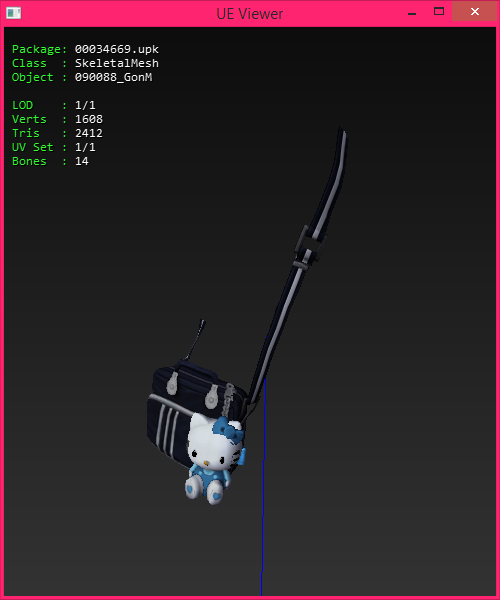 UE Viewer
Package: 00034669.upk
Class  : SkeletalMesh
Object : 090088_GonM
LOD    : 1/1
Verts  : 1608
Tris   : 2412
UV Set : 1/1
Bones  : 14